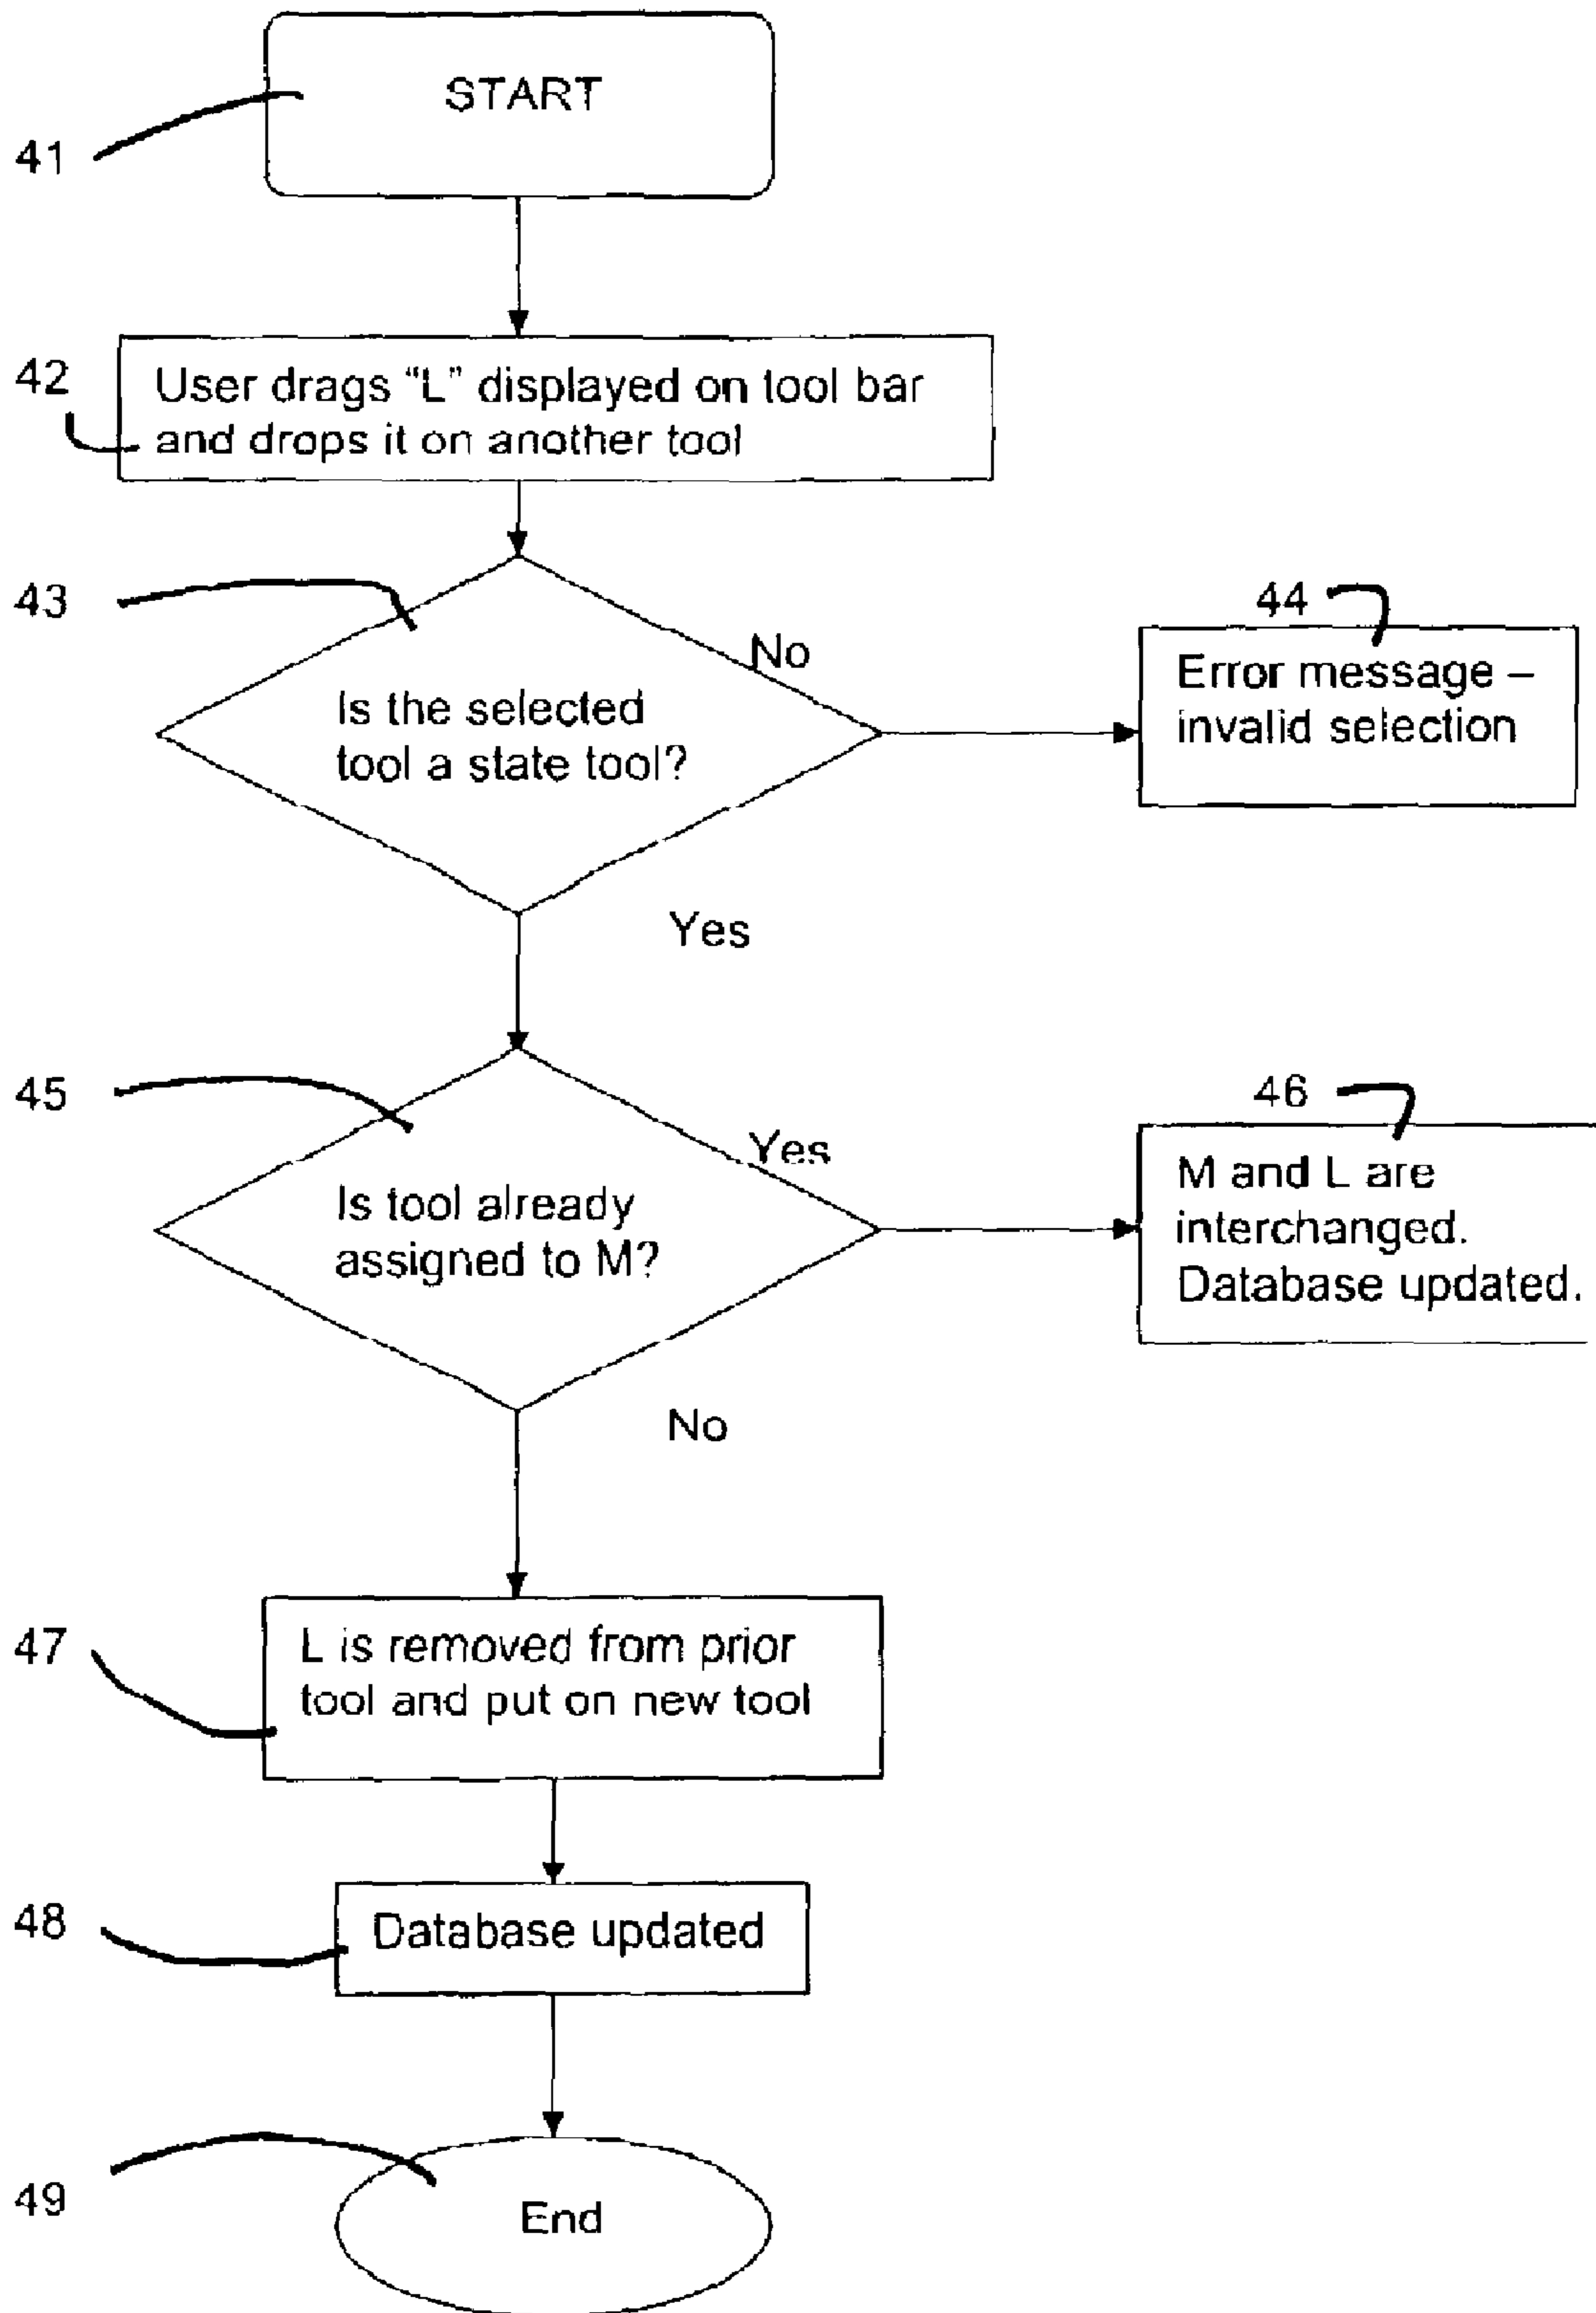 START
41
42
User drags “L” displayed on tool bar
and drops it on another tool
43
No
44
Is the selected
tool a state tool?
Error message –
invalid selection
Yes
45
Yes
46
Is tool already
assigned to M?
M and L are
interchanged.
Database updated.
No
47
L is removed from prior
tool and put on new tool
48
Database updated
49
End